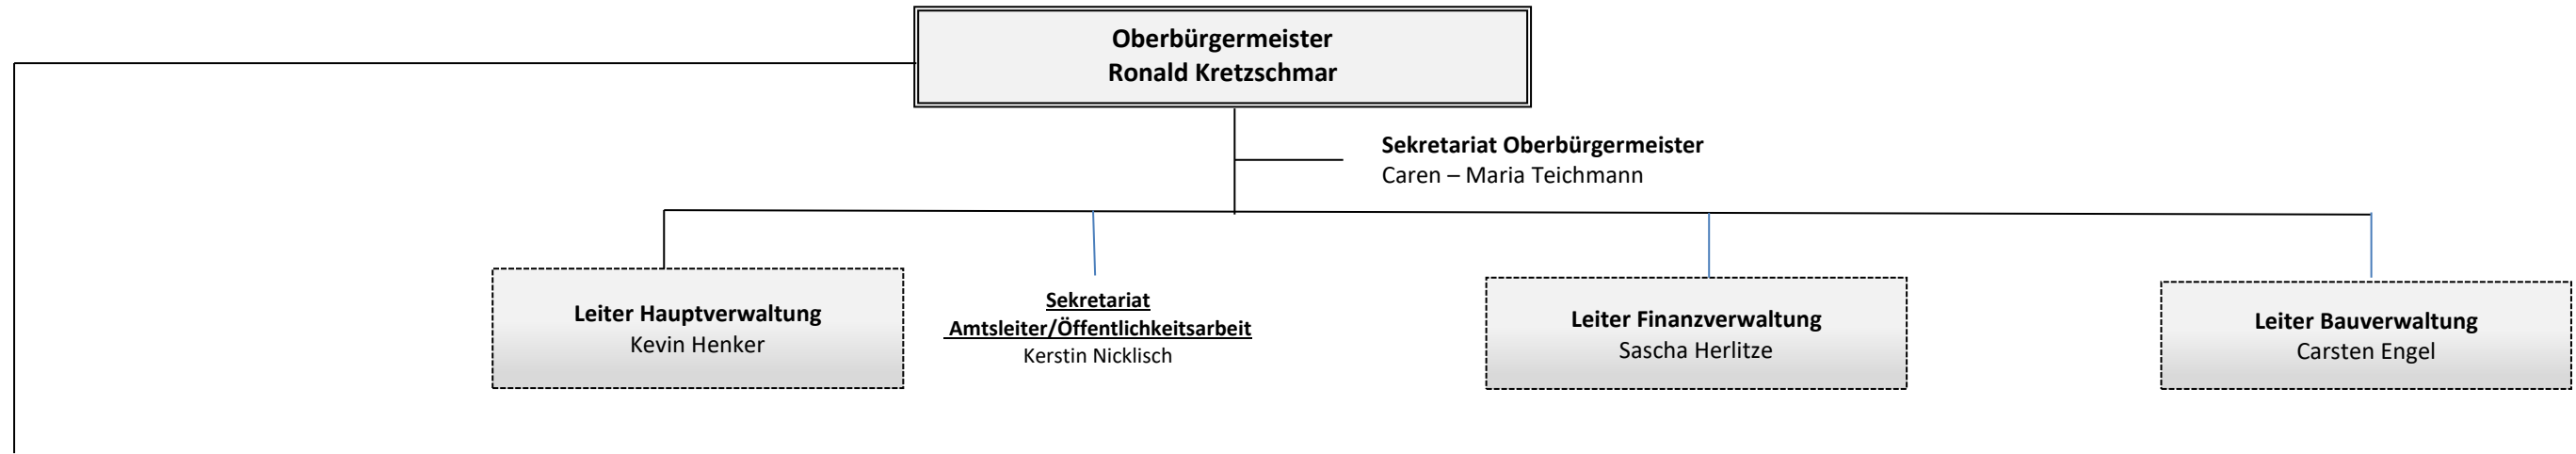 Oberbürgermeister
Ronald Kretzschmar
Sekretariat Oberbürgermeister
Caren – Maria Teichmann
Leiter Hauptverwaltung
Kevin Henker
Sekretariat
Amtsleiter/Öffentlichkeitsarbeit
Kerstin Nicklisch
Leiter Finanzverwaltung
Sascha Herlitze
Leiter Bauverwaltung
Carsten Engel